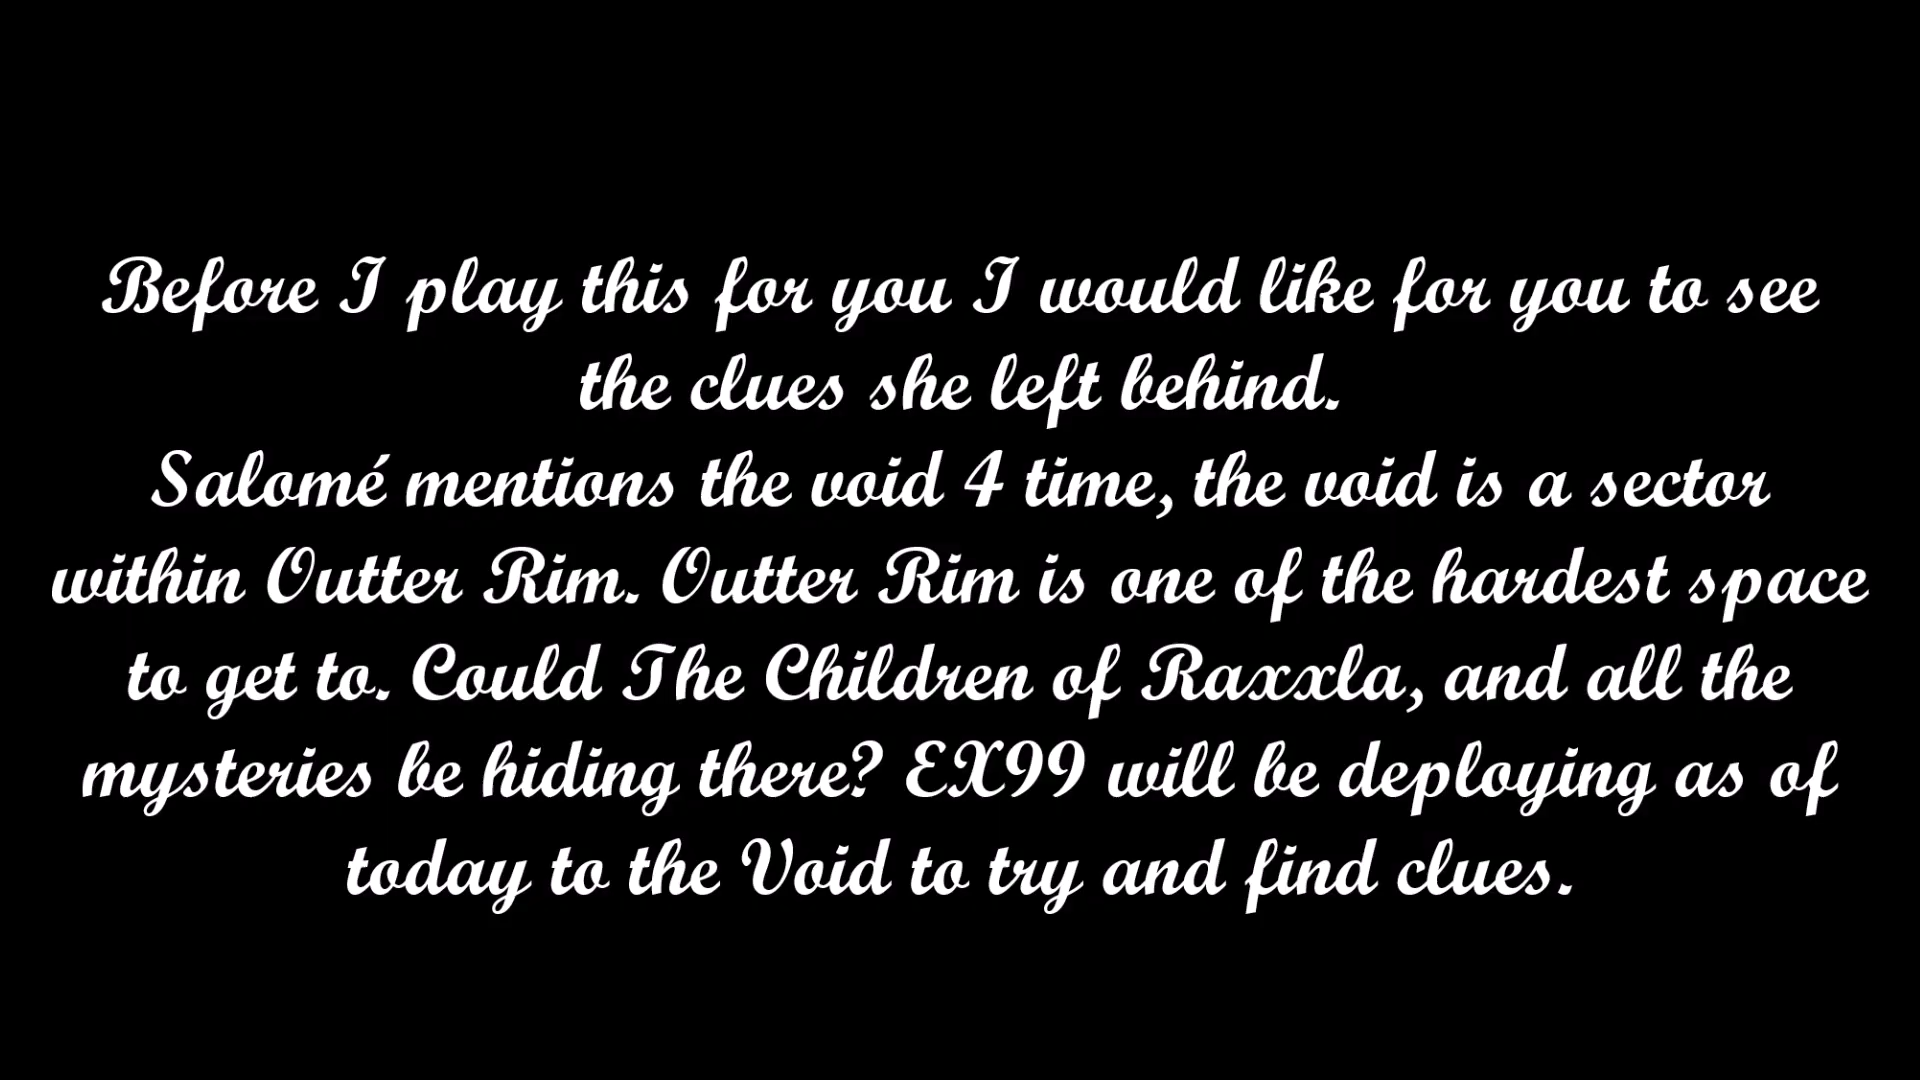 Before I play this for you I would like for you to see
the clues she left behind.
Salomé mentions the void 4 time, the void is a sector
within Outter Rim. Outter Rim is one of the hardest space
to get to. Could The Children of Raxxla, and all the
mysteries be hiding there? EX99 will be deploying as of
today to the Void to try and find clues.